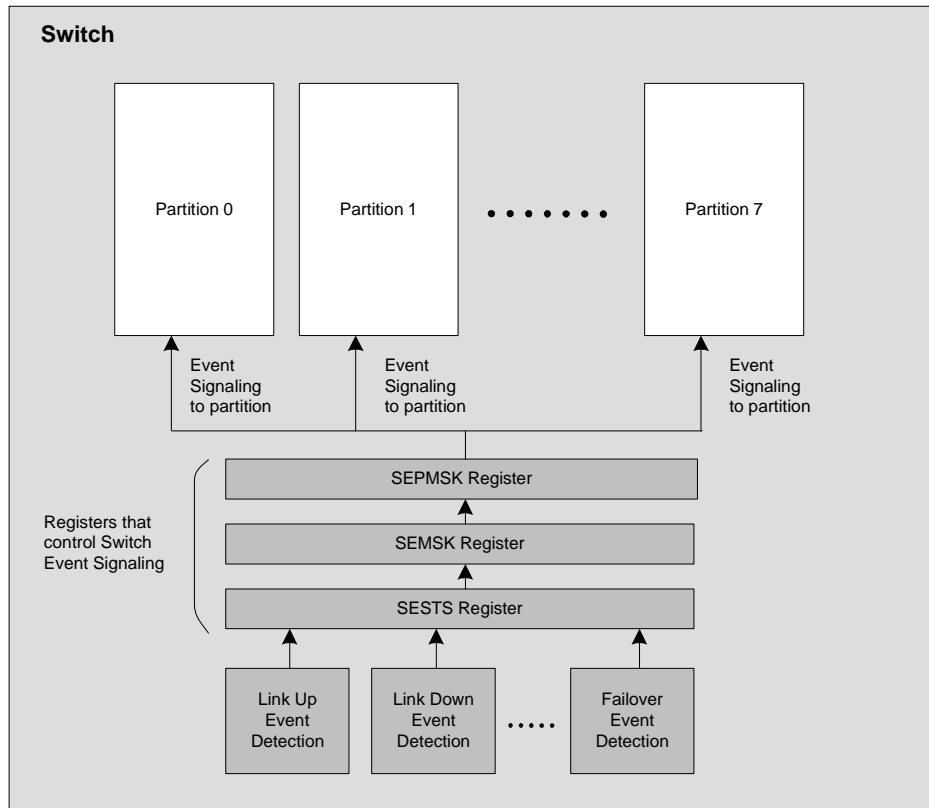 Switch
Partition 0
Partition 1
Partition 7
Event
Signaling
to partition
Event
Signaling
to partition
Event
Signaling
to partition
SEPMSK Register
Registers that
control Switch
Event Signaling
SEMSK Register
SESTS Register
Link Up
Event
Detection
Link Down
Event
Detection
Failover
Event
Detection